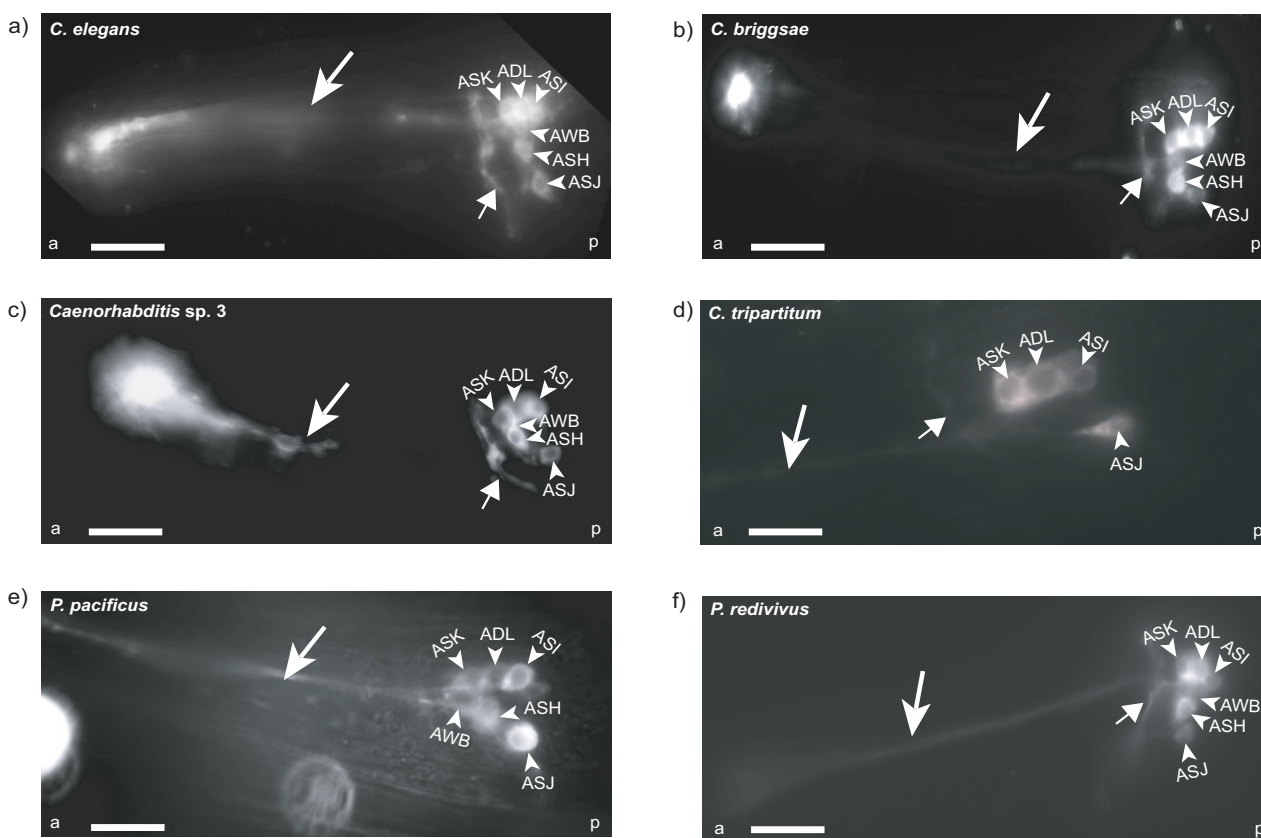 a) C. elegans
ASK ADL ASI
AWB
ASH
ASJ
a p
b) C. briggsae
ASK ADL ASI
AWB
ASH
ASJ
a p
c) Caenorhabditis sp. 3
ASK ADL ASI
AWB
ASH
ASJ
a p
d) C. tripartitum
ASK ADL ASI
ASJ
a p
e) P. pacificus
ASK ADL ASI
ASH
AWB
ASJ
a p
f) P. redivivus
ASK ADL ASI
AWB
ASH
ASJ
a p